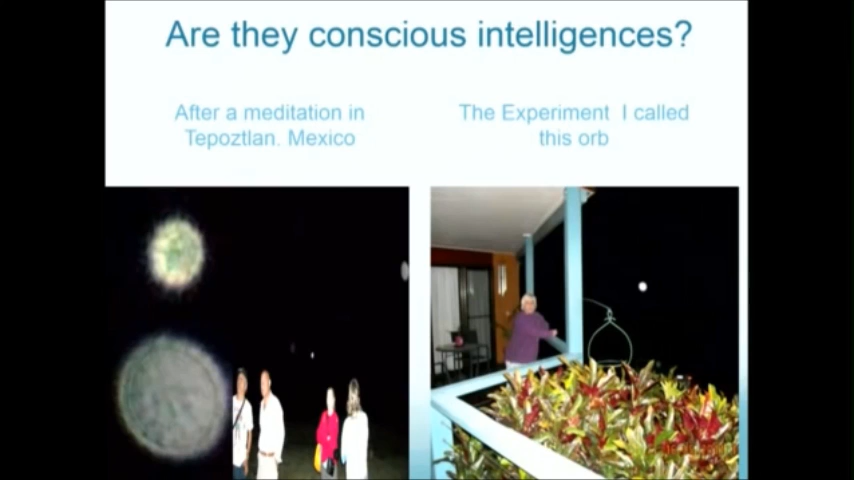 Are they conscious intelligences?
After a meditation in
Tepoztlan. Mexico
The Experiment I called
this orb